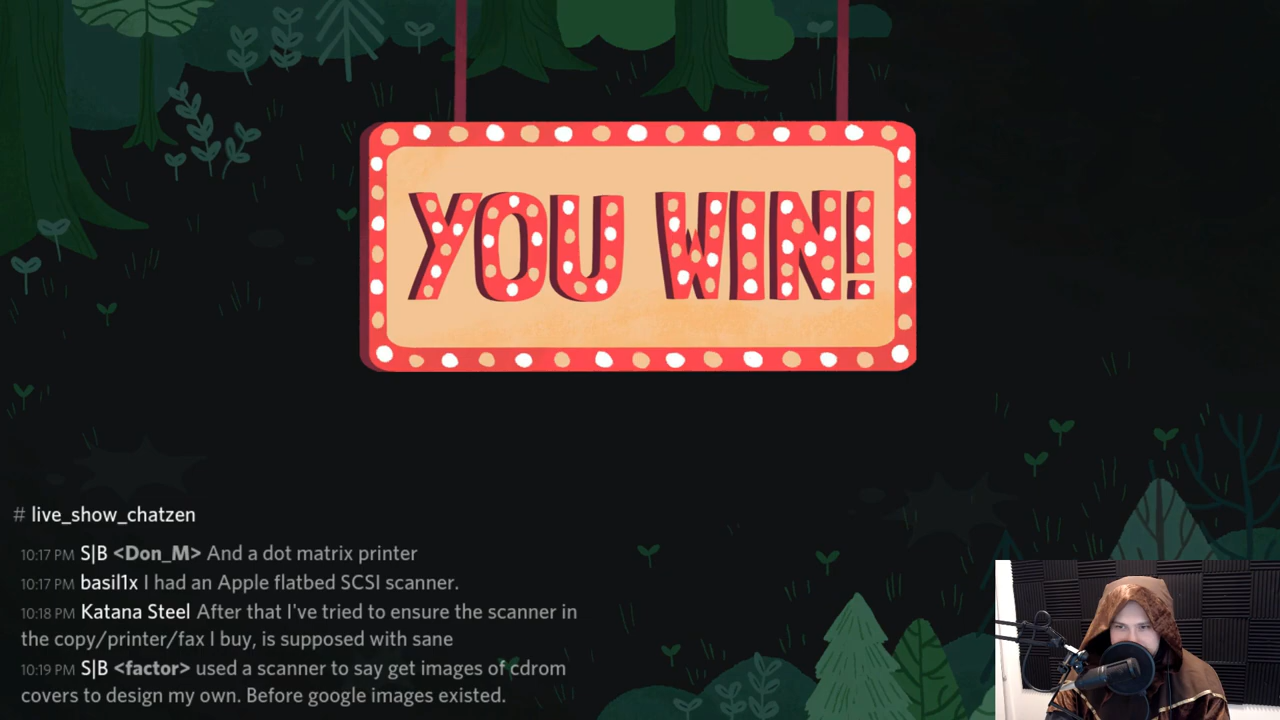 YOU WIN!
# live_show_chatzen
10:17 PM S|B <Don_M> And a dot matrix printer
10:17 PM basil1x I had an Apple flatbed SCSI scanner.
10:18 PM Katana Steel After that I've tried to ensure the scanner in
the copy/printer/fax I buy, is supposed with sane
10:19 PM S|B <factor> used a scanner to say get images of cdrom
covers to design my own. Before google images existed.